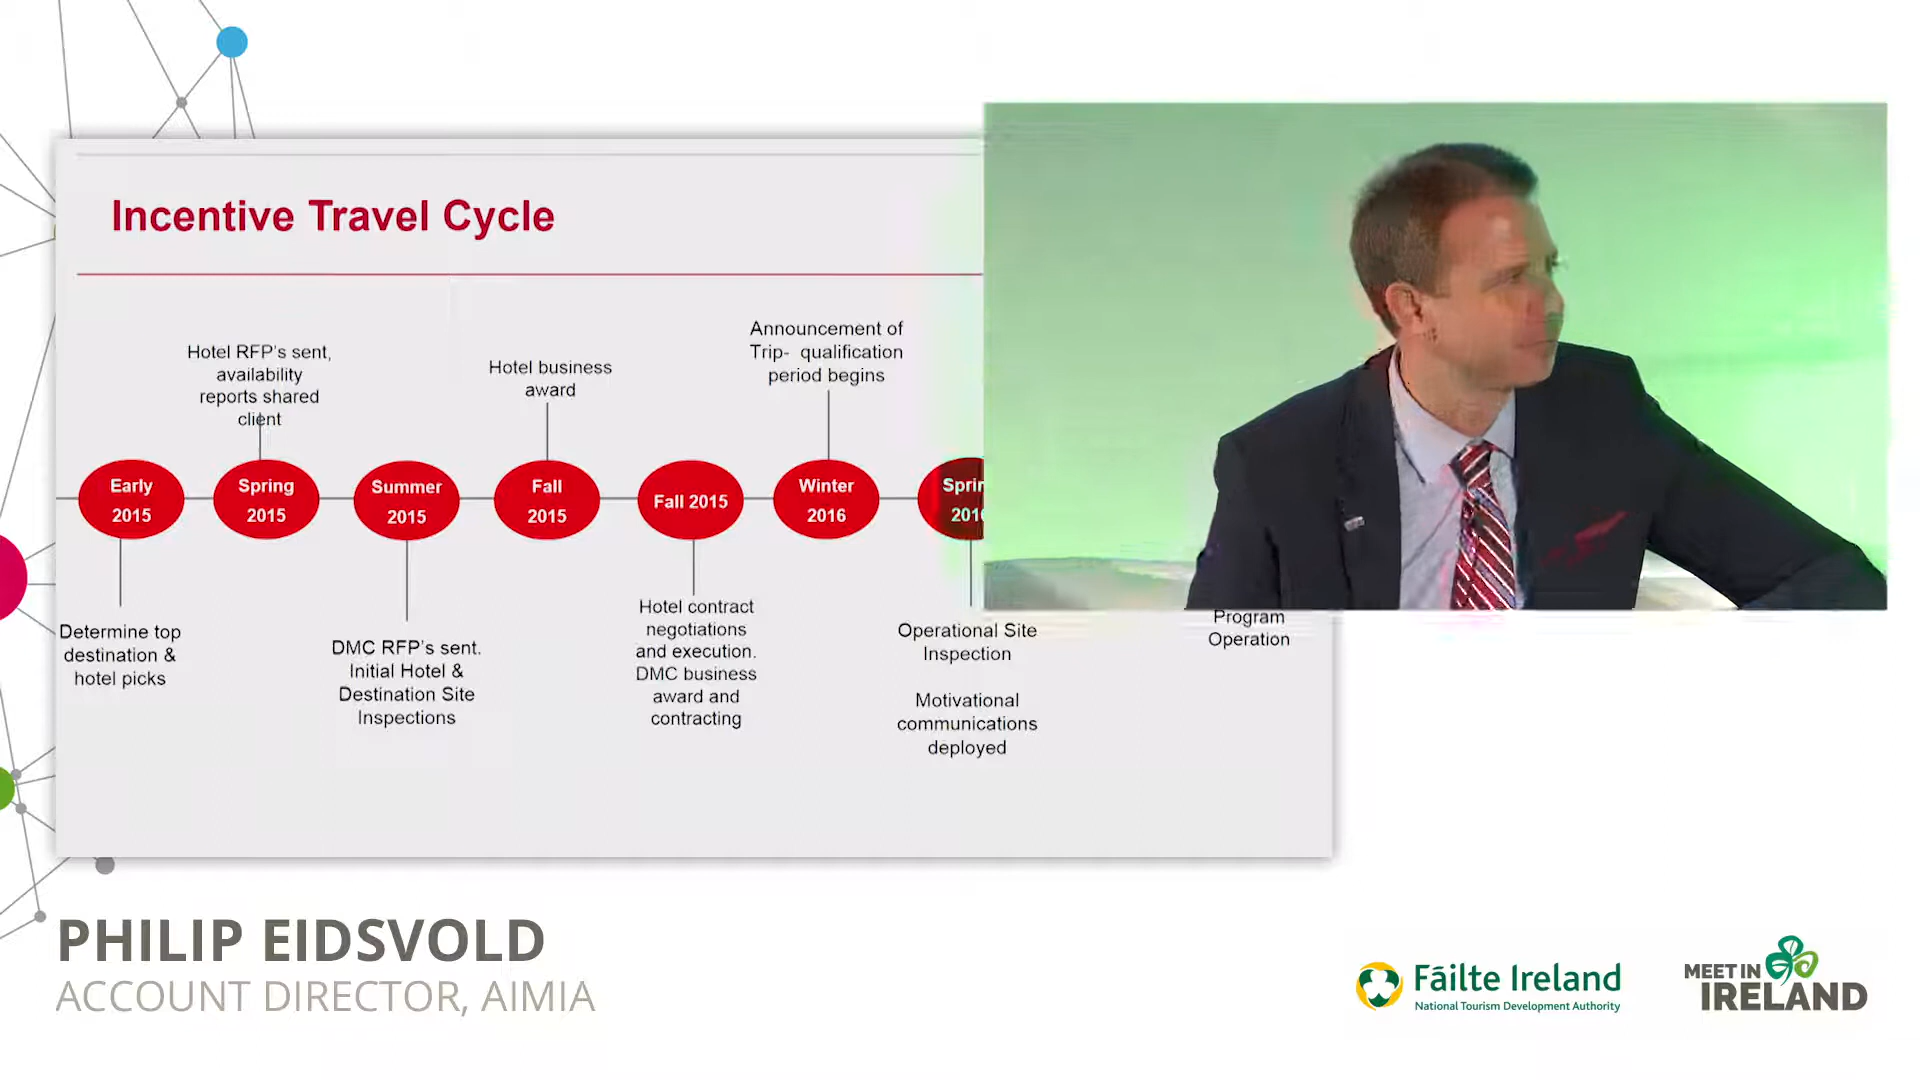 Incentive Travel Cycle
Hotel RFP's sent,
availability
reports shared
client
Hotel business
award
Announcement of
Trip-  qualification
period begins
Early
2015
Spring
2015
Summer
2015
Fall
2015
Fall 2015
Winter
2016
Determine top
destination &
hotel picks
DMC RFP's sent.
Initial Hotel &
Destination Site
Inspections
Hotel contract
negotiations
and execution.
DMC business
award and
contracting
Operational Site
Inspection
Motivational
communications
deployed
Program
Operation
PHILIP EIDSVOLD
ACCOUNT DIRECTOR, AIMIA
Fāilte Ireland
National Tourism Development Authority
MEET IN
IRELAND